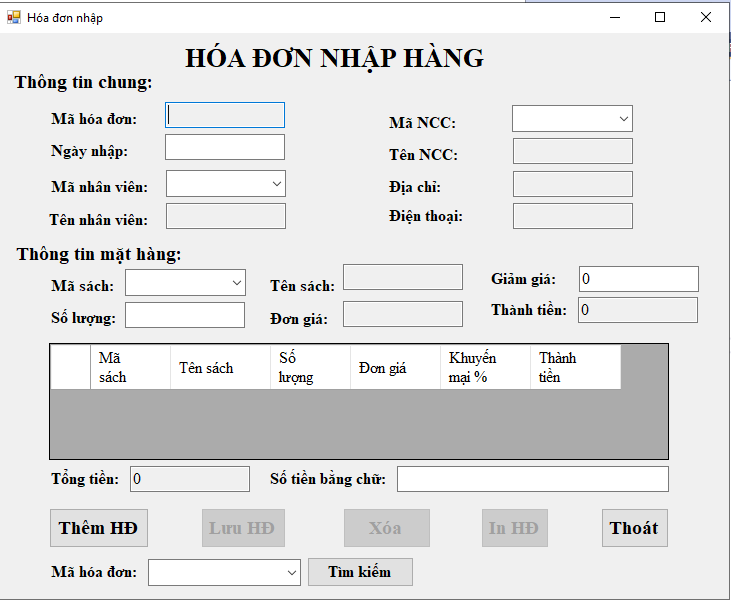 Hóa đơn nhập
HÓA ĐƠN NHẬP HÀNG
Thông tin chung:
Mã hóa đơn:
Mã NCC:
Ngày nhập:
Tên NCC:
Mã nhân viên:
Địa chỉ:
Tên nhân viên:
Điện thoại:
Thông tin mặt hàng:
Mã sách:
Tên sách:
Giảm giá: 0
Số lượng:
Đơn giá:
Thành tiền: 0
Mã sách
Tên sách
Số lượng
Đơn giá
Khuyến mại %
Thành tiền
Tổng tiền: 0
Số tiền bằng chữ:
Thêm HĐ
Lưu HĐ
Xóa
In HĐ
Thoát
Mã hóa đơn:
Tìm kiếm